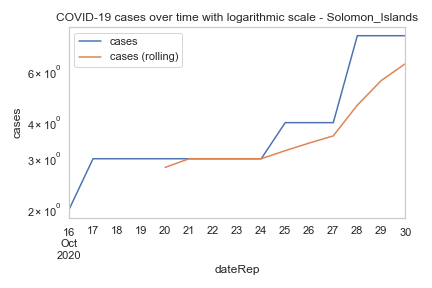 COVID-19 cases over time with logarithmic scale - Solomon_Islands
cases
cases (rolling)
6 × 10⁰
4 × 10⁰
3 × 10⁰
2 × 10⁰
cases
16 17 18 19 20 21 22 23 24 25 26 27 28 29 30
Oct
2020
dateRep